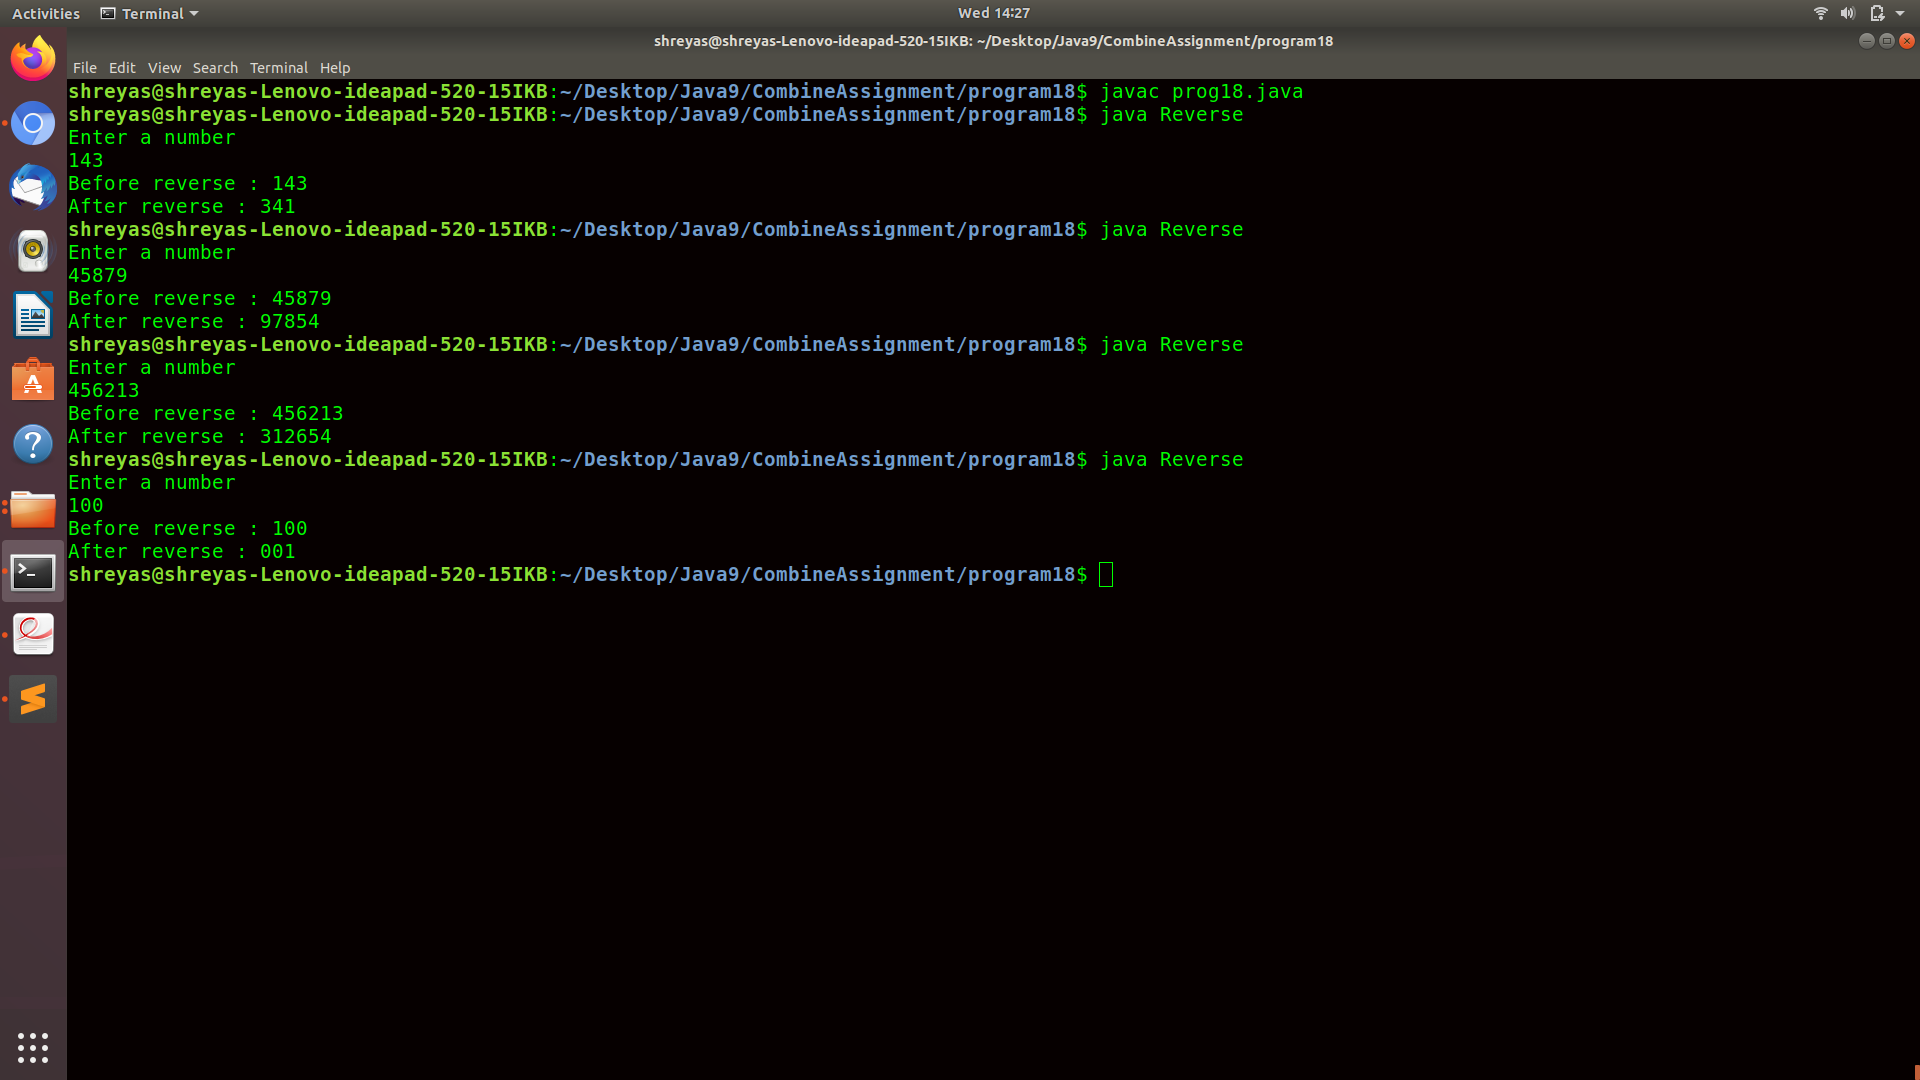 Activities Terminal Wed 14:27
shreyas@shreyas-Lenovo-ideapad-520-15IKB: ~/Desktop/Java9/CombineAssignment/program18
File Edit View Search Terminal Help
shreyas@shreyas-Lenovo-ideapad-520-15IKB:~/Desktop/Java9/CombineAssignment/program18$ javac prog18.java
shreyas@shreyas-Lenovo-ideapad-520-15IKB:~/Desktop/Java9/CombineAssignment/program18$ java Reverse
Enter a number
143
Before reverse : 143
After reverse : 341
shreyas@shreyas-Lenovo-ideapad-520-15IKB:~/Desktop/Java9/CombineAssignment/program18$ java Reverse
Enter a number
45879
Before reverse : 45879
After reverse : 97854
shreyas@shreyas-Lenovo-ideapad-520-15IKB:~/Desktop/Java9/CombineAssignment/program18$ java Reverse
Enter a number
456213
Before reverse : 456213
After reverse : 312654
shreyas@shreyas-Lenovo-ideapad-520-15IKB:~/Desktop/Java9/CombineAssignment/program18$ java Reverse
Enter a number
100
Before reverse : 100
After reverse : 001
shreyas@shreyas-Lenovo-ideapad-520-15IKB:~/Desktop/Java9/CombineAssignment/program18$